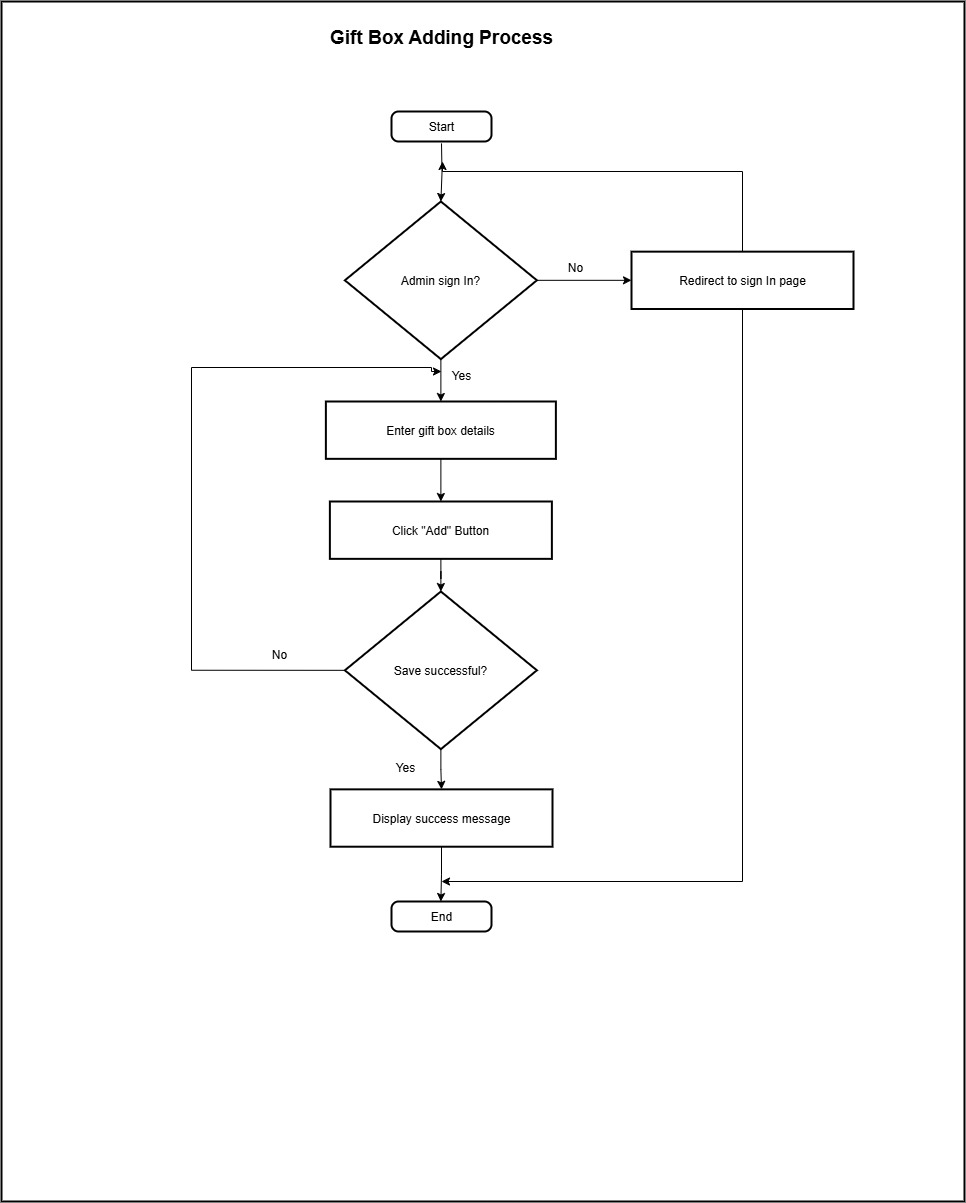 Gift Box Adding Process
Start
Admin sign In?
No
Redirect to sign In page
Yes
Enter gift box details
Click "Add" Button
Save successful?
No
Yes
Display success message
End